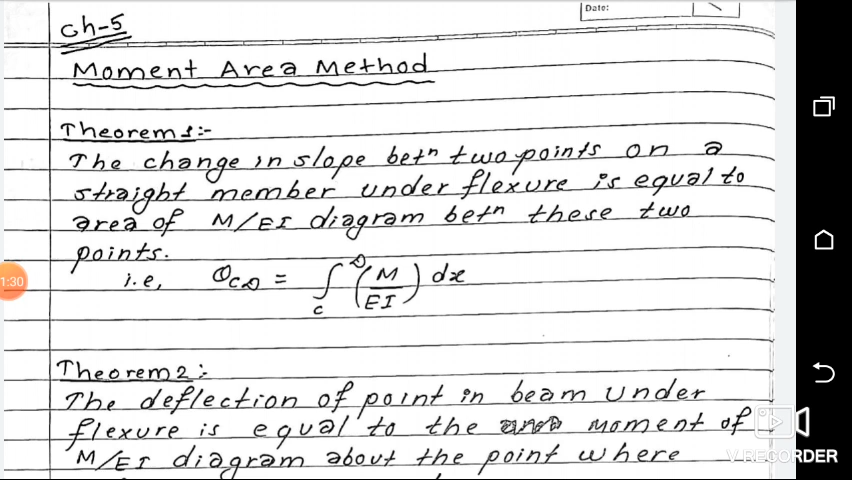 Date:
Ch-5
Moment Area Method
Theorem 1:-
The change in slope betⁿ two points on a
straight member under flexure is equal to
area of M/EI diagram betⁿ these two
points.
i.e, θCD = ∫CD (M/EI) dx
1:30
Theorem 2:
The deflection of point in beam under
flexure is equal to the moment of
M/EI diagram about the point where
V RECORDER